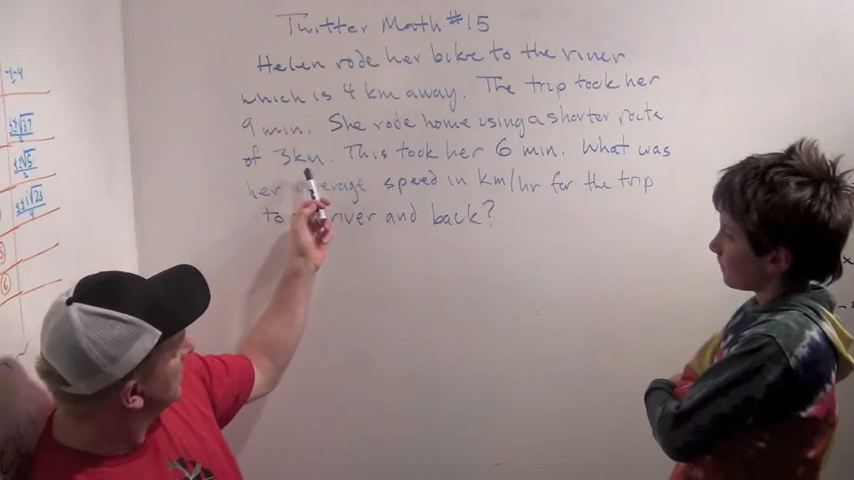 Twitter Math #15
Helen rode her bike to the river
which is 4 km away. The trip took her
9 min. She rode home using a shorter route
of 3km. This took her 6 min. What was
her average speed in km/hr for the trip
to river and back?